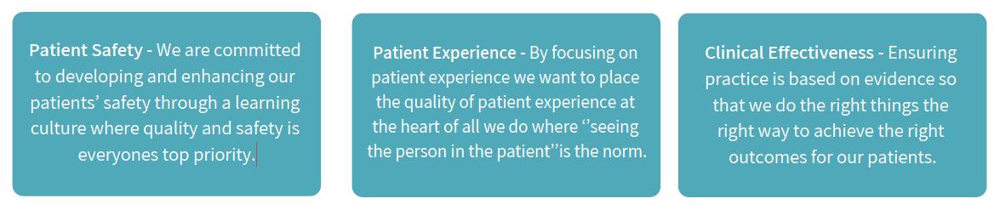 Patient Safety - We are committed
to developing and enhancing our
patients’ safety through a learning
culture where quality and safety is
everyones top priority.
Patient Experience - By focusing on
patient experience we want to place
the quality of patient experience at
the heart of all we do where ‘’seeing
the person in the patient’’is the norm.
Clinical Effectiveness - Ensuring
practice is based on evidence so
that we do the right things the
right way to achieve the right
outcomes for our patients.